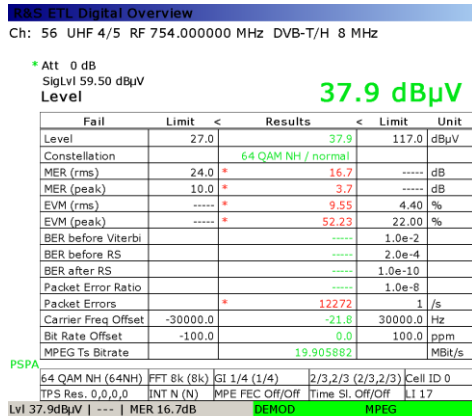 R&S ETL Digital Overview
Ch: 56 UHF 4/5 RF 754.000000 MHz DVB-T/H 8 MHz
* Att 0 dB
SigLvl 59.50 dBµV
Level 37.9 dBµV
Fail Limit < Results < Limit Unit
Level 27.0 37.9 117.0 dBµV
Constellation 64 QAM NH / normal
MER (rms) 24.0 * 16.7 ----- dB
MER (peak) 10.0 * 3.7 ----- dB
EVM (rms) ----- * 9.55 4.40 %
EVM (peak) ----- * 52.23 22.00 %
BER before Viterbi ----- 1.0e-2
BER before RS ----- 2.0e-4
BER after RS ----- 1.0e-10
Packet Error Ratio ----- 1.0e-8
Packet Errors * 12272 1 /s
Carrier Freq Offset -30000.0 -21.8 30000.0 Hz
Bit Rate Offset -100.0 0.0 100.0 ppm
MPEG Ts Bitrate 19.905882 MBit/s
PSPA
64 QAM NH (64NH) FFT 8k (8k) GI 1/4 (1/4) 2/3,2/3 (2/3,2/3) Cell ID 0
TPS Res. 0,0,0,0 INT N (N) MPE FEC Off/Off Time Sl. Off/Off LI 17
Lvl 37.9dBµV | --- | MER 16.7dB DEMOD MPEG